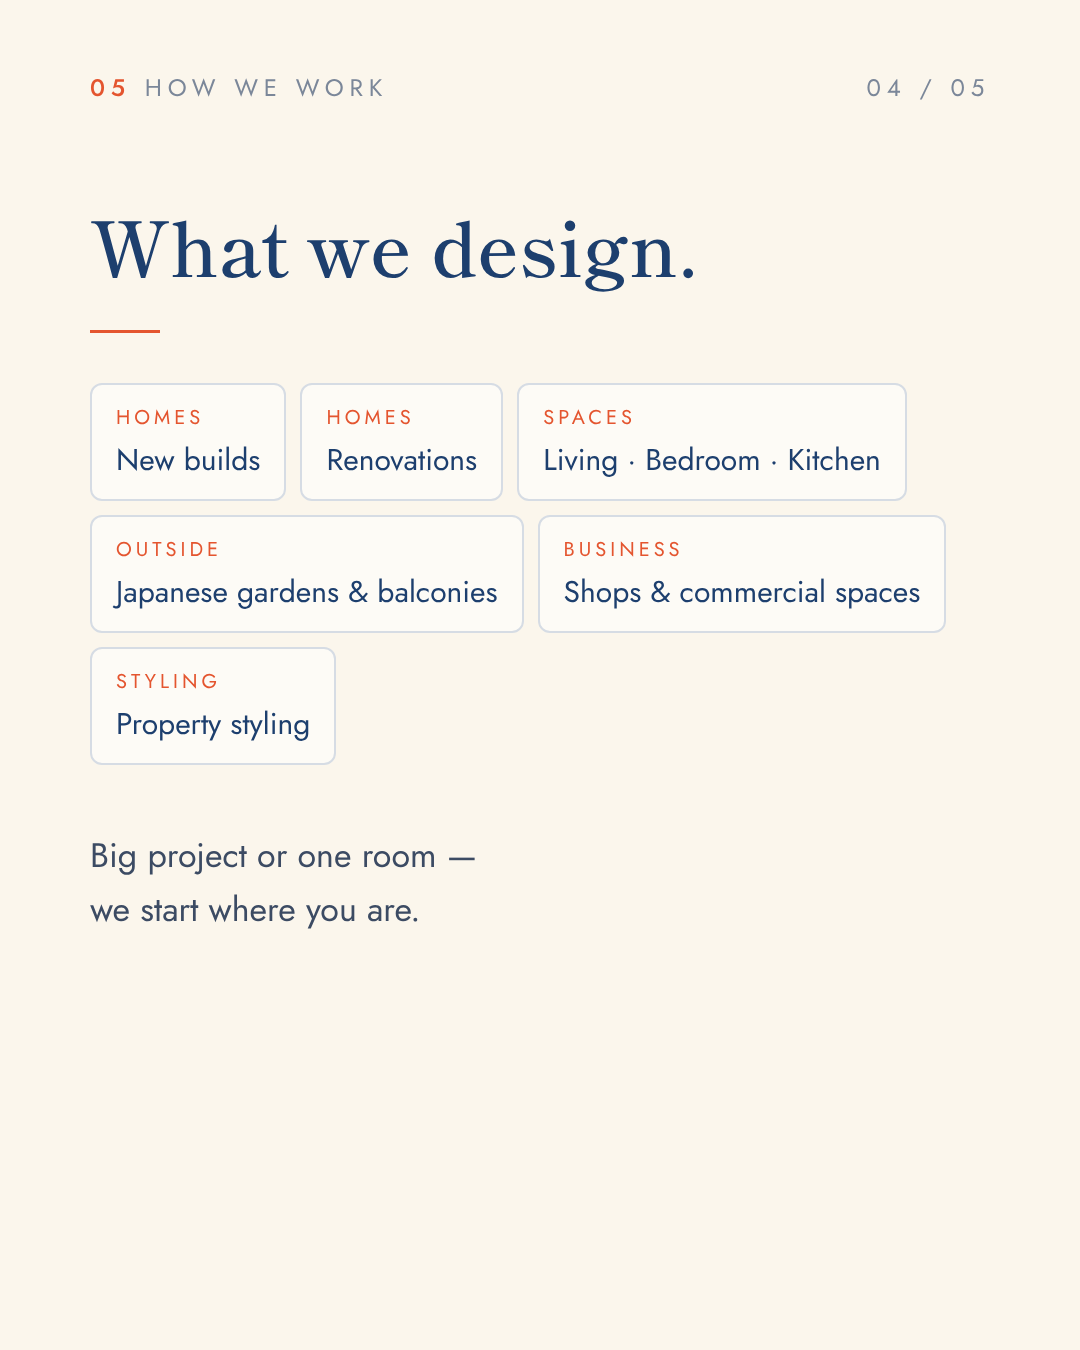 05 HOW WE WORK
04 / 05
What we design.
HOMES
New builds
HOMES
Renovations
SPACES
Living · Bedroom · Kitchen
OUTSIDE
Japanese gardens & balconies
BUSINESS
Shops & commercial spaces
STYLING
Property styling
Big project or one room —
we start where you are.